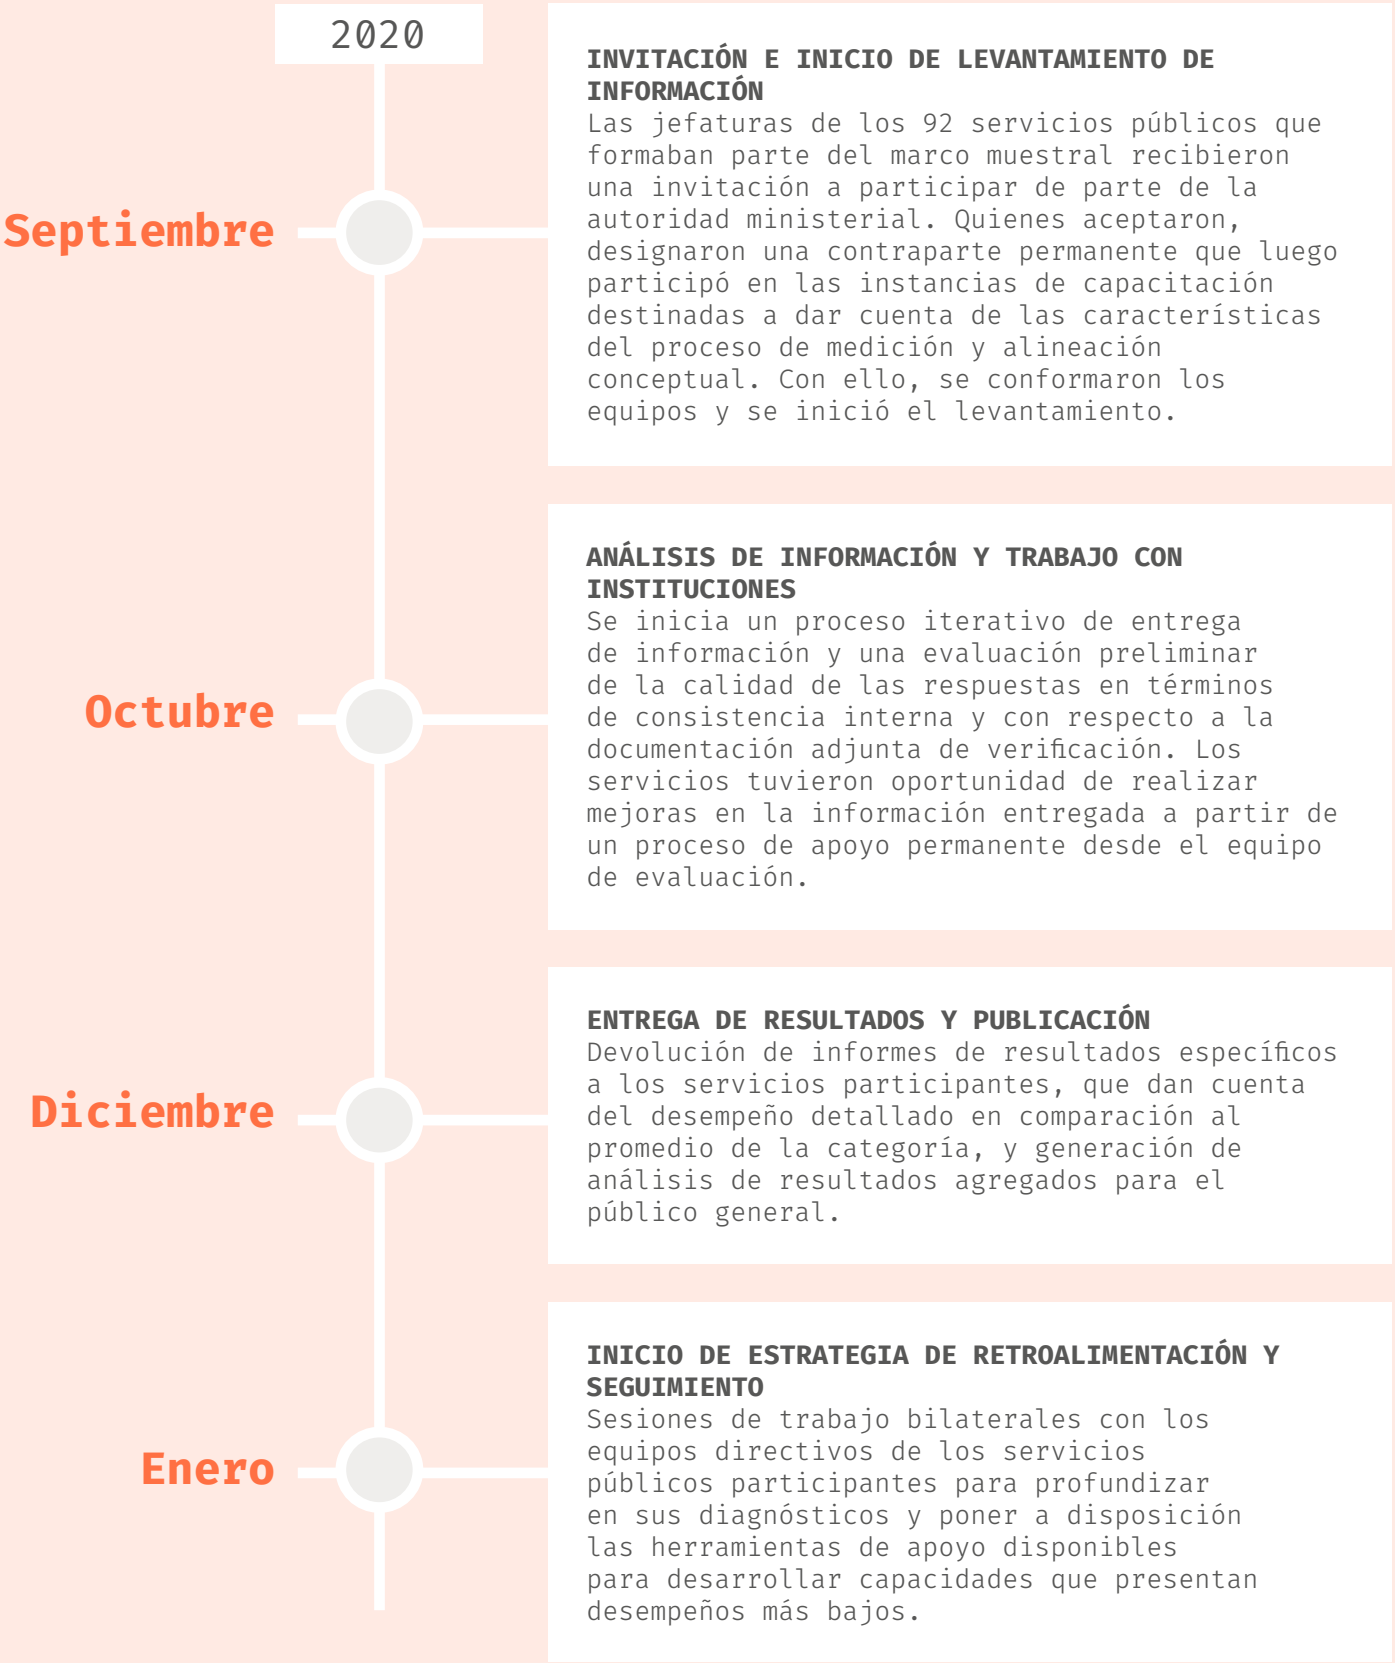 2020
Septiembre
INVITACIÓN E INICIO DE LEVANTAMIENTO DE
INFORMACIÓN
Las jefaturas de los 92 servicios públicos que
formaban parte del marco muestral recibieron
una invitación a participar de parte de la
autoridad ministerial. Quienes aceptaron,
designaron una contraparte permanente que luego
participó en las instancias de capacitación
destinadas a dar cuenta de las características
del proceso de medición y alineación
conceptual. Con ello, se conformaron los
equipos y se inició el levantamiento.
Octubre
ANÁLISIS DE INFORMACIÓN Y TRABAJO CON
INSTITUCIONES
Se inicia un proceso iterativo de entrega
de información y una evaluación preliminar
de la calidad de las respuestas en términos
de consistencia interna y con respecto a la
documentación adjunta de verificación. Los
servicios tuvieron oportunidad de realizar
mejoras en la información entregada a partir de
un proceso de apoyo permanente desde el equipo
de evaluación.
Diciembre
ENTREGA DE RESULTADOS Y PUBLICACIÓN
Devolución de informes de resultados específicos
a los servicios participantes, que dan cuenta
del desempeño detallado en comparación al
promedio de la categoría, y generación de
análisis de resultados agregados para el
público general.
Enero
INICIO DE ESTRATEGIA DE RETROALIMENTACIÓN Y
SEGUIMIENTO
Sesiones de trabajo bilaterales con los
equipos directivos de los servicios
públicos participantes para profundizar
en sus diagnósticos y poner a disposición
las herramientas de apoyo disponibles
para desarrollar capacidades que presentan
desempeños más bajos.